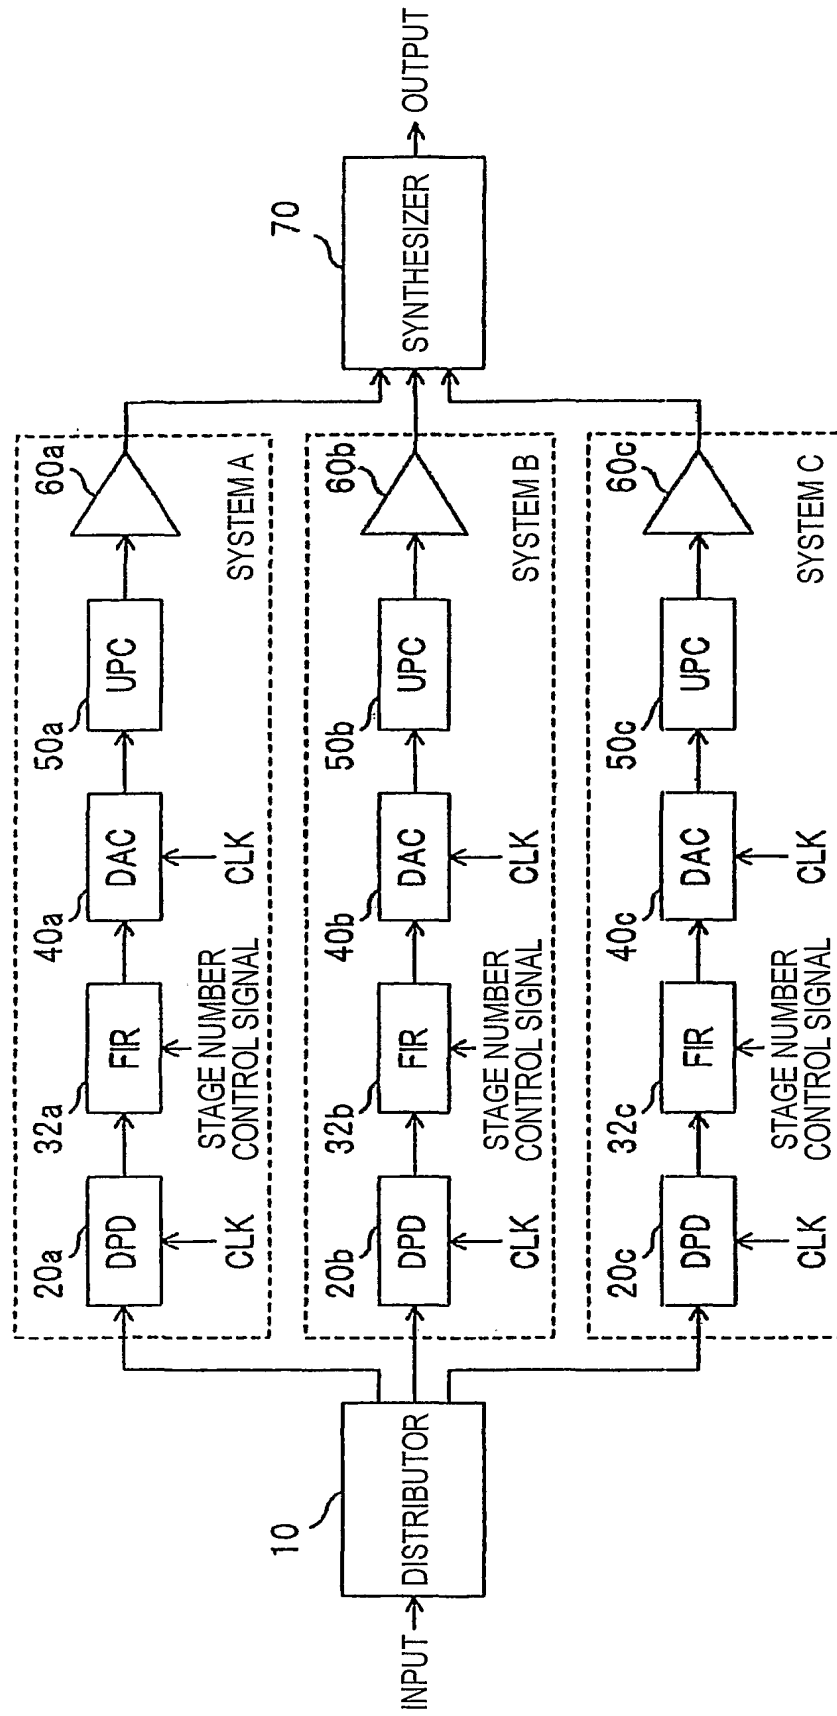 INPUT
10
DISTRIBUTOR
20a
DPD
CLK
32a
FIR
STAGE NUMBER
CONTROL SIGNAL
40a
DAC
CLK
50a
UPC
60a
SYSTEM A
20b
DPD
CLK
32b
FIR
STAGE NUMBER
CONTROL SIGNAL
40b
DAC
CLK
50b
UPC
60b
SYSTEM B
20c
DPD
CLK
32c
FIR
STAGE NUMBER
CONTROL SIGNAL
40c
DAC
CLK
50c
UPC
60c
SYSTEM C
70
SYNTHESIZER
OUTPUT